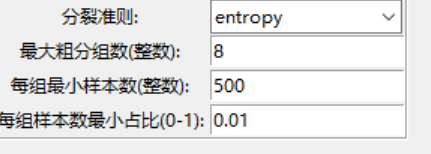 分裂准则: entropy
最大粗分组数(整数): 8
每组最小样本数(整数): 500
每组样本数最小占比(0-1): 0.01